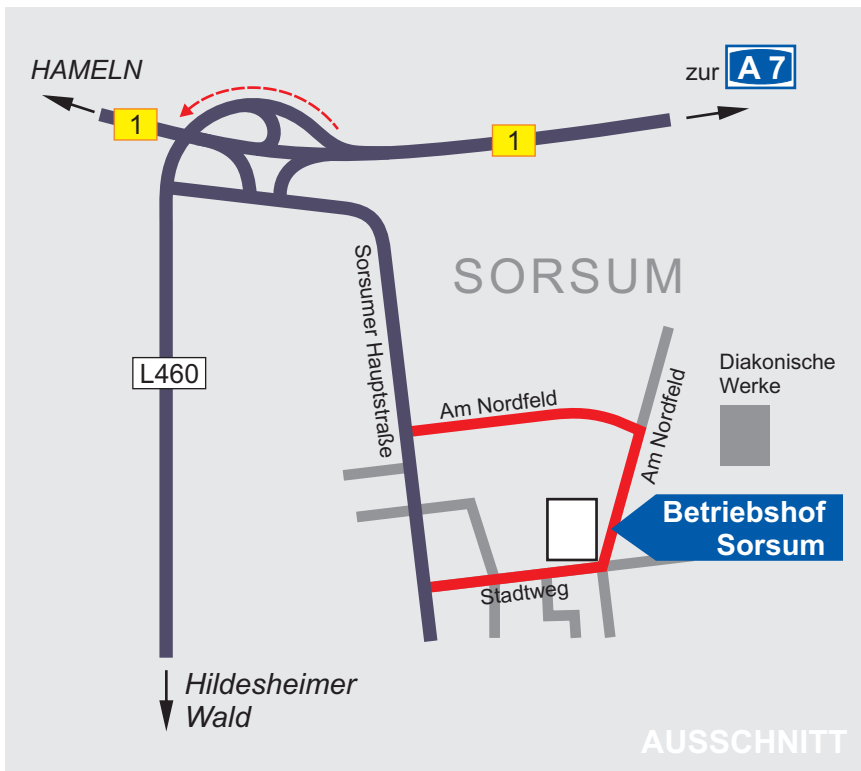 HAMELN
zur A 7
1
1
Sorsumer Hauptstraße
SORSUM
L460
Diakonische
Werke
Am Nordfeld
Am Nordfeld
Betriebshof
Sorsum
Stadtweg
Hildesheimer
Wald
AUSSCHNITT